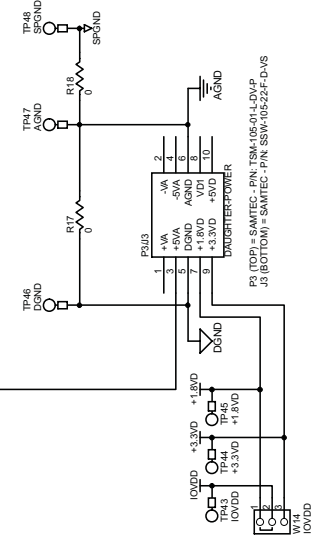 TP48
SPGND
SPGND
R18
0
TP47
AGND
AGND
R17
0
TP46
DGND
DGND
P3/J3
1
3
5
7
9
+VA
+5VA
DGND
+1.8VD
+3.3VD
-VA
-5VA
AGND
VD1
+5VD
2
4
6
8
10
DAUGHTER-POWER
P3 (TOP) = SAMTEC - P/N: TSM-105-01-L-DV-P
J3 (BOTTOM) = SAMTEC - P/N: SSW-105-22-F-D-VS
+1.8VD
TP45
+1.8VD
+3.3VD
TP44
+3.3VD
IOVDD
TP43
IOVDD
1
2
3
W14
IOVDD